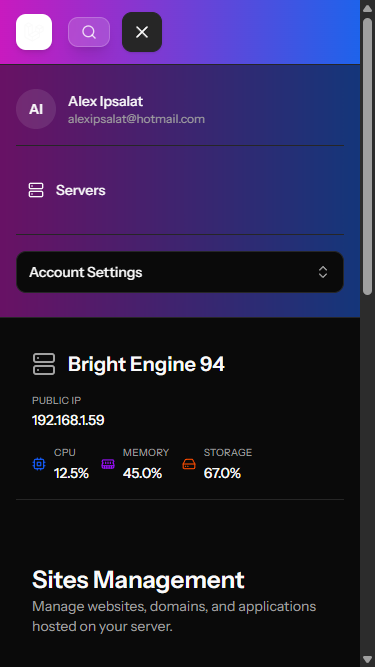 AI
Alex Ipsalat
alexipsalat@hotmail.com
Servers
Account Settings
Bright Engine 94
PUBLIC IP
192.168.1.59
CPU
12.5%
MEMORY
45.0%
STORAGE
67.0%
Sites Management
Manage websites, domains, and applications
hosted on your server.